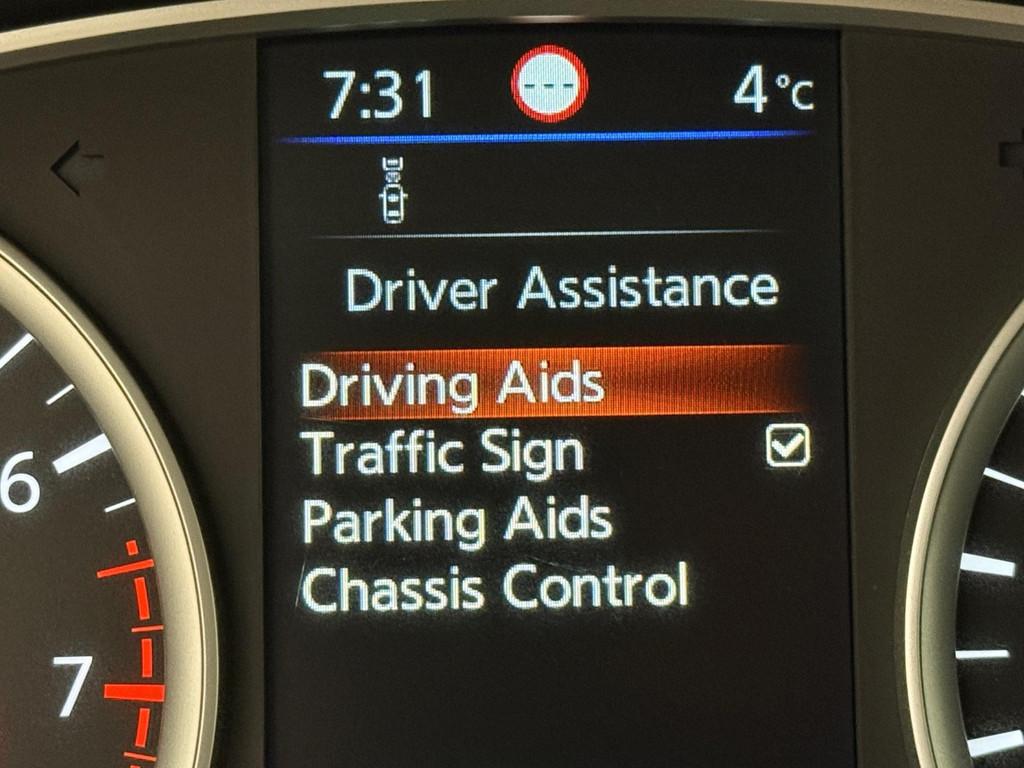 7:31 --- 4°C
Driver Assistance
Driving Aids
Traffic Sign
Parking Aids
Chassis Control
6
7